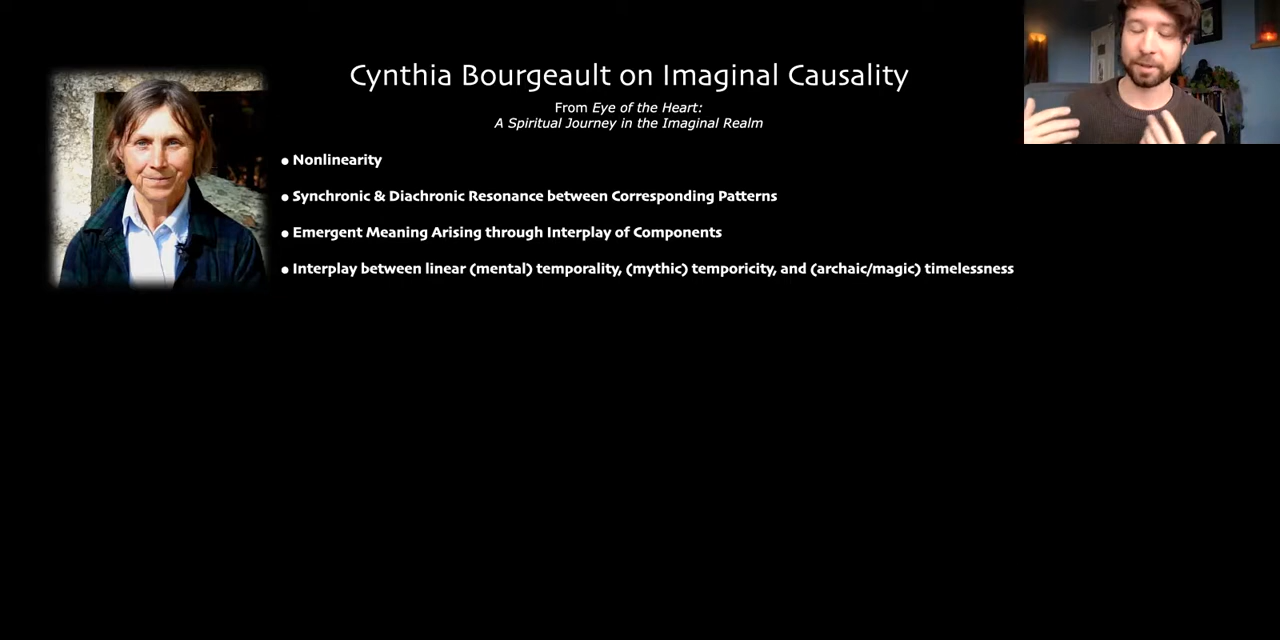 Cynthia Bourgeault on Imaginal Causality
From Eye of the Heart:
A Spiritual Journey in the Imaginal Realm
• Nonlinearity
• Synchronic & Diachronic Resonance between Corresponding Patterns
• Emergent Meaning Arising through Interplay of Components
• Interplay between linear (mental) temporality, (mythic) temporicity, and (archaic/magic) timelessness